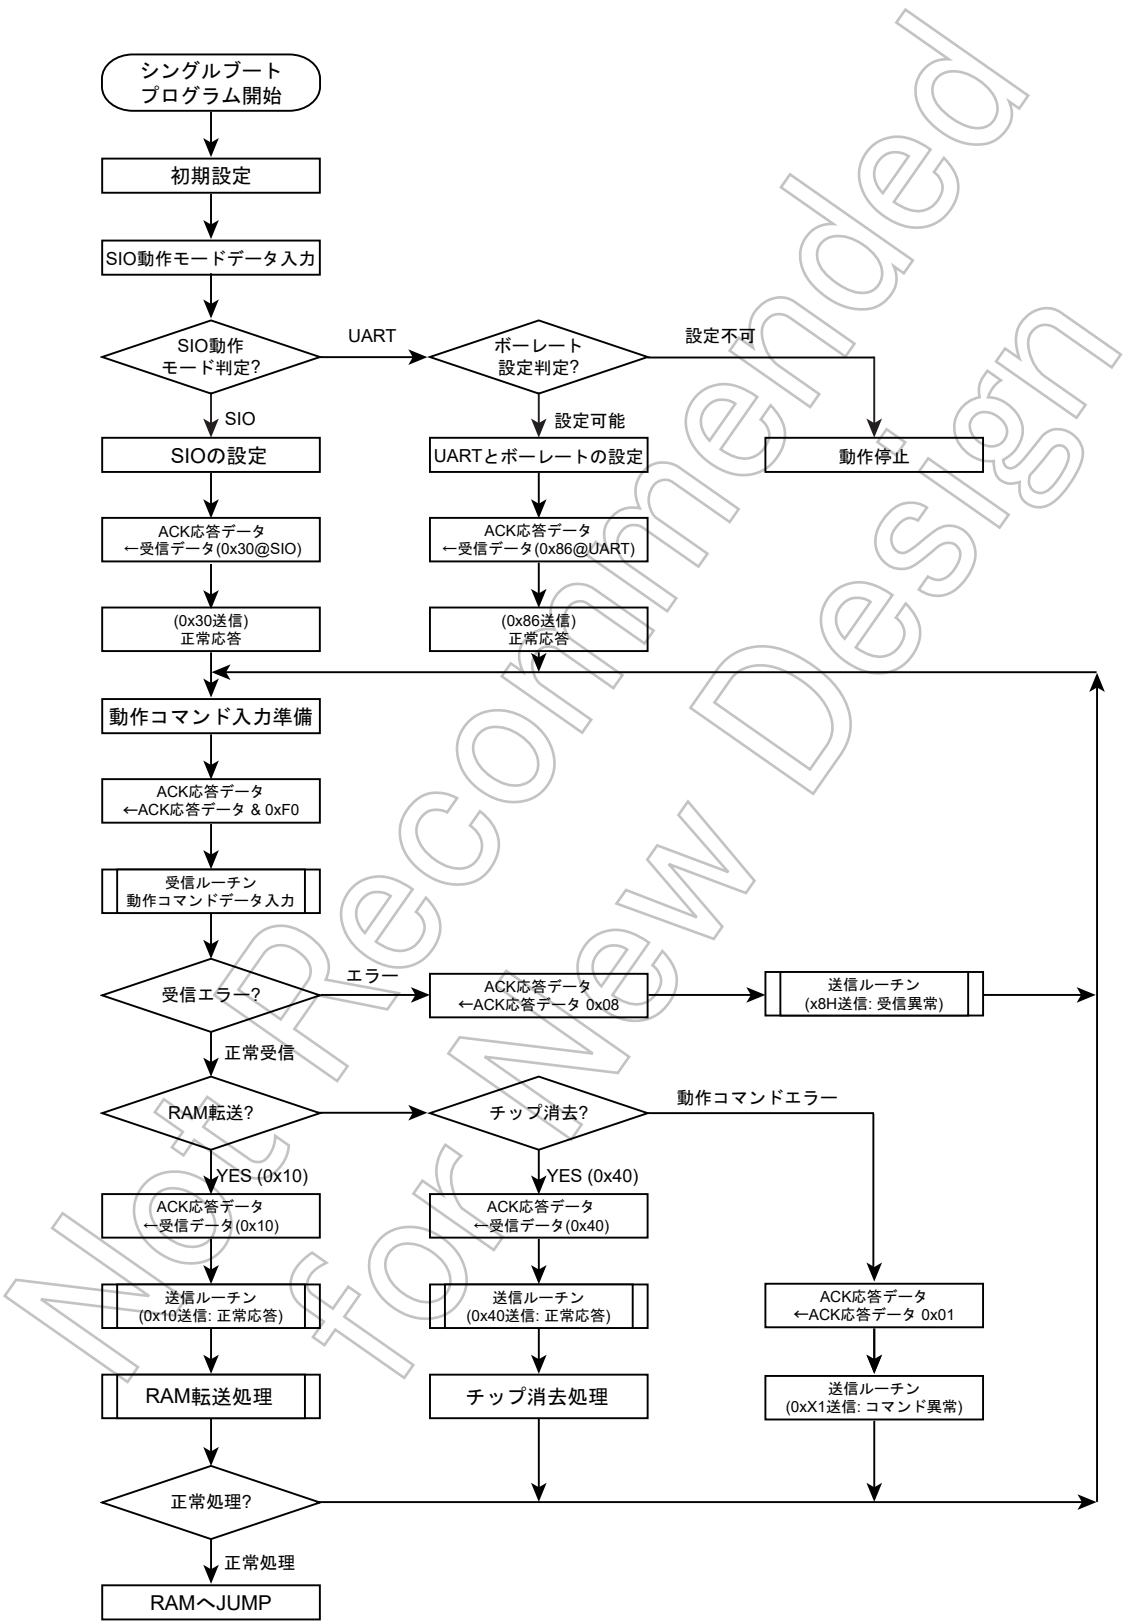 シングルブート
プログラム開始
初期設定
SIO動作モードデータ入力
SIO動作
モード判定?
UART
ボーレート
設定判定?
設定不可
SIO
設定可能
SIOの設定
UARTとボーレートの設定
動作停止
ACK応答データ
←受信データ(0x30@SIO)
ACK応答データ
←受信データ(0x86@UART)
(0x30送信)
正常応答
(0x86送信)
正常応答
動作コマンド入力準備
ACK応答データ
←ACK応答データ & 0xF0
受信ルーチン
動作コマンドデータ入力
受信エラー?
エラー
ACK応答データ
←ACK応答データ 0x08
送信ルーチン
(x8H送信: 受信異常)
正常受信
RAM転送?
チップ消去?
動作コマンドエラー
YES (0x10)
YES (0x40)
ACK応答データ
←受信データ(0x10)
ACK応答データ
←受信データ(0x40)
送信ルーチン
(0x10送信: 正常応答)
送信ルーチン
(0x40送信: 正常応答)
ACK応答データ
←ACK応答データ 0x01
RAM転送処理
チップ消去処理
送信ルーチン
(0xX1送信: コマンド異常)
正常処理?
正常処理
RAMへJUMP
Not Recommended
for New Design